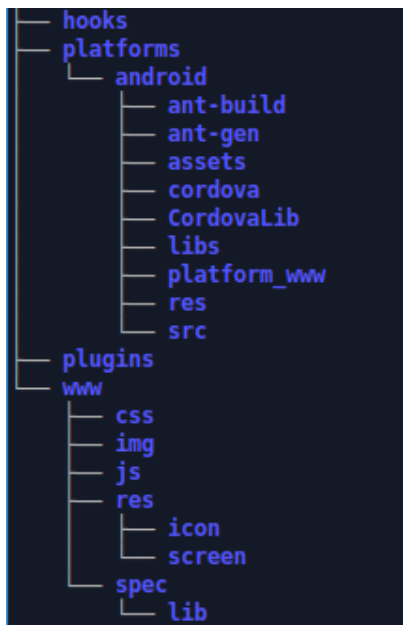 hooks
platforms
android
ant-build
ant-gen
assets
cordova
CordovaLib
libs
platform_www
res
src
plugins
www
css
img
js
res
icon
screen
spec
lib